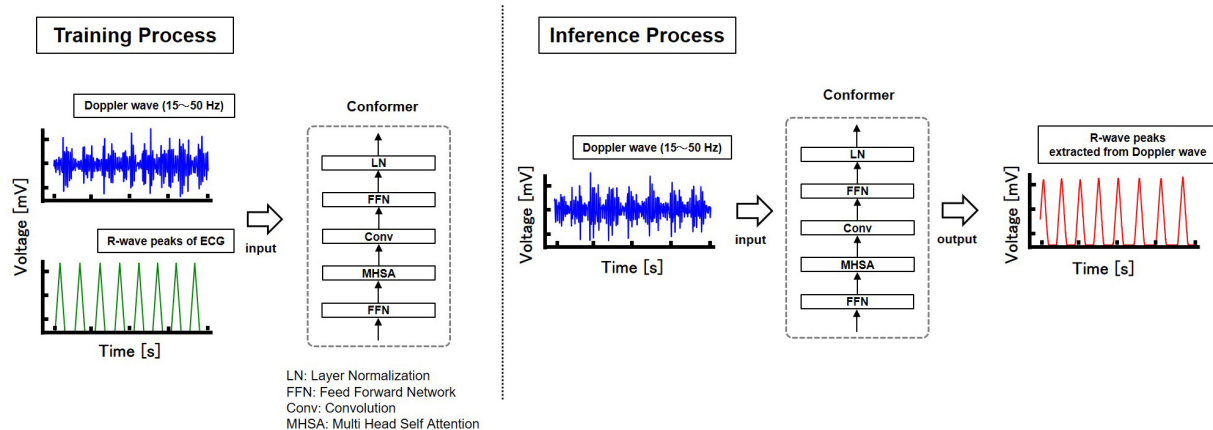 Training Process
Doppler wave (15～50 Hz)
Voltage [mV]
R-wave peaks of ECG
Time [s]
input
Conformer
LN
FFN
Conv
MHSA
FFN
LN: Layer Normalization
FFN: Feed Forward Network
Conv: Convolution
MHSA: Multi Head Self Attention
Inference Process
Doppler wave (15～50 Hz)
Voltage [mV]
Time [s]
input
Conformer
LN
FFN
Conv
MHSA
FFN
output
R-wave peaks
extracted from Doppler wave
Voltage [mV]
Time [s]